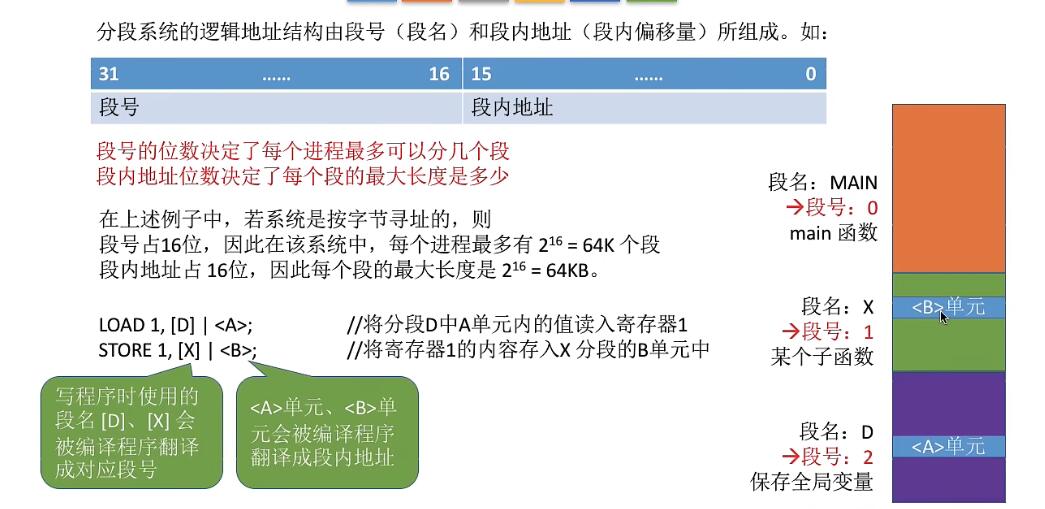 分段系统的逻辑地址结构由段号（段名）和段内地址（段内偏移量）所组成。如：
31 …… 16 15 …… 0
段号 段内地址
段号的位数决定了每个进程最多可以分几个段
段内地址位数决定了每个段的最大长度是多少
在上述例子中，若系统是按字节寻址的，则
段号占16位，因此在该系统中，每个进程最多有 2¹⁶ = 64K 个段
段内地址占 16位，因此每个段的最大长度是 2¹⁶ = 64KB。
LOAD 1, [D] | <A>; //将分段D中A单元内的值读入寄存器1
STORE 1, [X] | <B>; //将寄存器1的内容存入X 分段的B单元中
写程序时使用的
段名 [D]、[X] 会
被编译程序翻译
成对应段号
<A>单元、<B>单
元会被编译程序
翻译成段内地址
段名：MAIN
→段号：0
main 函数
段名：X
→段号：1
某个子函数
<B>单元
段名：D
→段号：2
保存全局变量
<A>单元